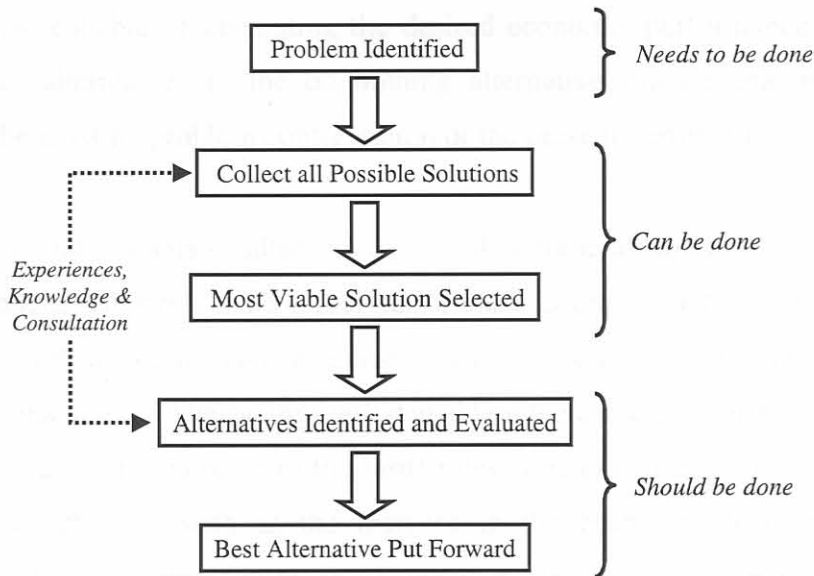 Problem Identified
Needs to be done
Collect all Possible Solutions
Can be done
Experiences,
Knowledge &
Consultation
Most Viable Solution Selected
Alternatives Identified and Evaluated
Should be done
Best Alternative Put Forward